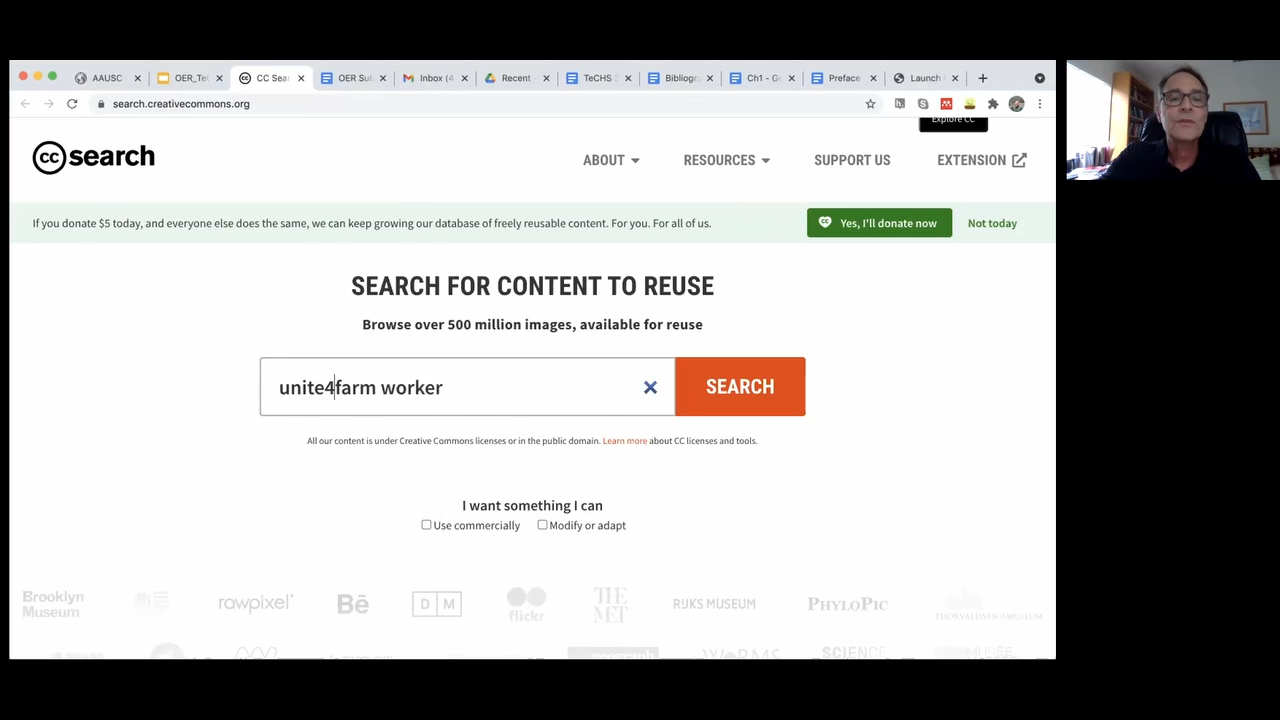 AAUSC
OER_Te
CC Sea
OER Su
Inbox (4
Recent -
TeCHS
Bibliogr
Ch1 - G
Preface
Launch
search.creativecommons.org
Explore CC
cc search
ABOUT
RESOURCES
SUPPORT US
EXTENSION
If you donate $5 today, and everyone else does the same, we can keep growing our database of freely reusable content. For you. For all of us.
Yes, I'll donate now
Not today
SEARCH FOR CONTENT TO REUSE
Browse over 500 million images, available for reuse
unite4farm worker
SEARCH
All our content is under Creative Commons licenses or in the public domain. Learn more about CC licenses and tools.
I want something I can
Use commercially
Modify or adapt
Brooklyn
Museum
rawpixel
Bē
D M
flickr
THE
MET
RIJKS MUSEUM
PHYLOPIC
THORVALDSENS MUSEUM
WORMS
SCIENCE